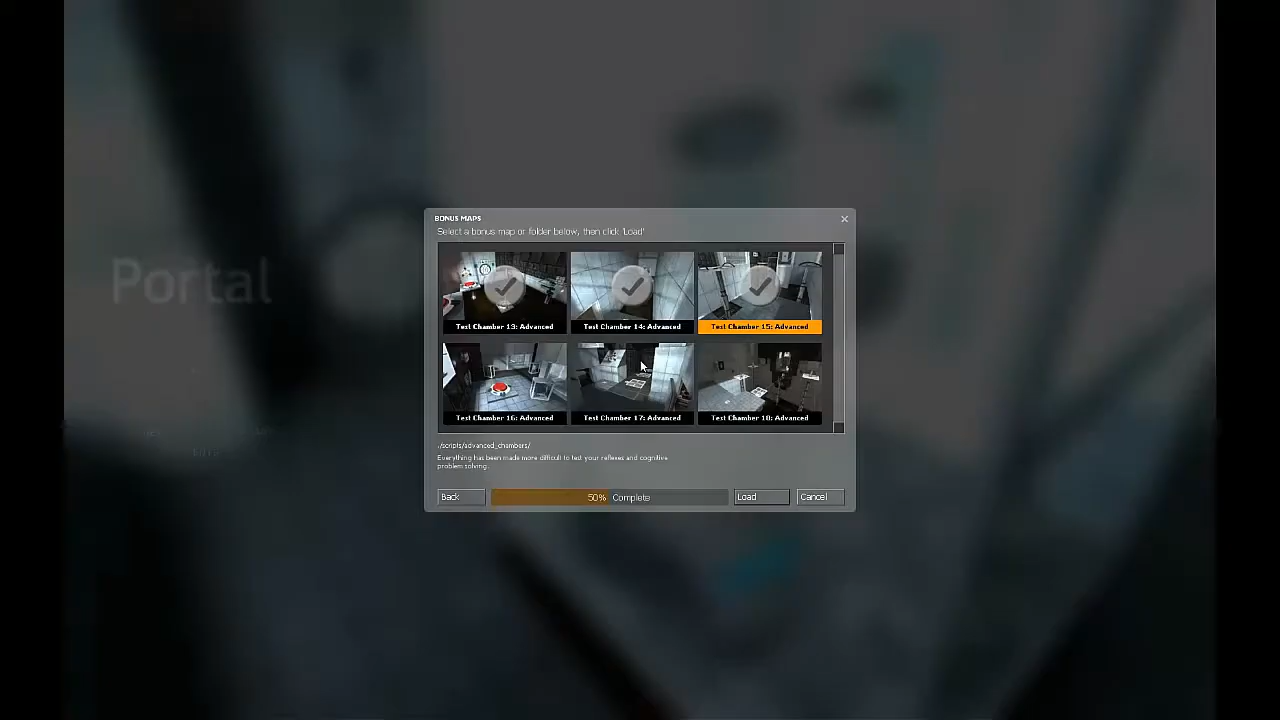 Portal
BONUS MAPS
Select a bonus map or folder below, then click 'Load'
Test Chamber 13: Advanced
Test Chamber 14: Advanced
Test Chamber 15: Advanced
Test Chamber 16: Advanced
Test Chamber 17: Advanced
Test Chamber 18: Advanced
./scripts/advanced_chambers/
Everything has been made more difficult to test your reflexes and cognitive
problem solving.
Back
50% Complete
Load
Cancel